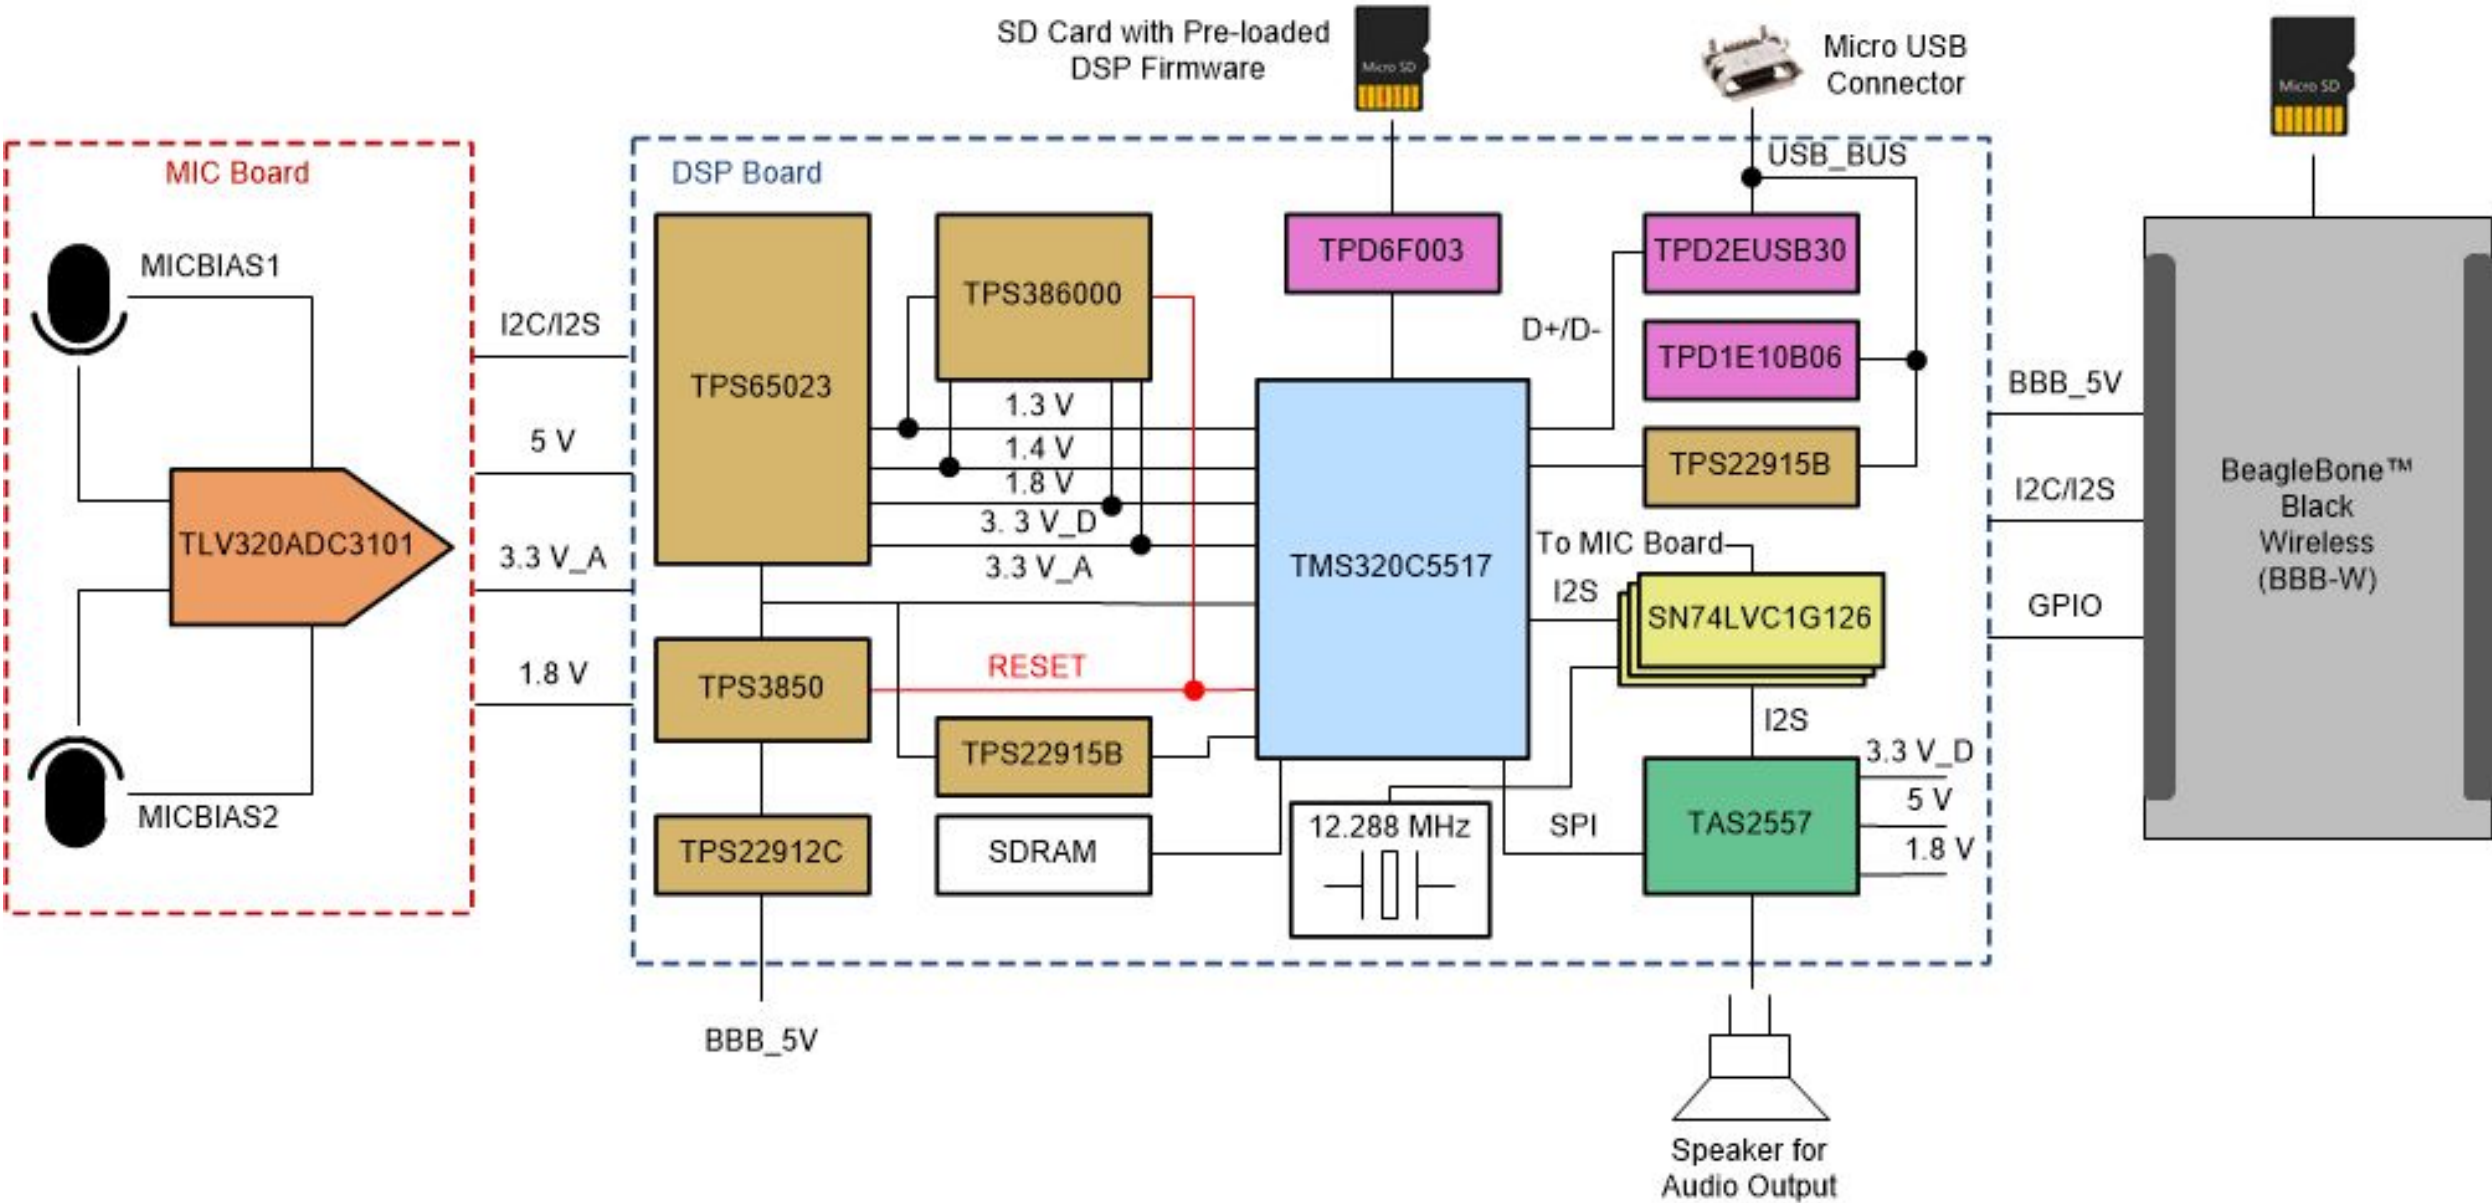 SD Card with Pre-loaded
DSP Firmware
Micro SD
Micro USB
Connector
Micro SD
MIC Board
MICBIAS1
TLV320ADC3101
MICBIAS2
I2C/I2S
5 V
3.3 V_A
1.8 V
DSP Board
USB_BUS
TPS65023
TPS386000
TPD6F003
TPD2EUSB30
D+/D-
TPD1E10B06
TPS22915B
1.3 V
1.4 V
1.8 V
3. 3 V_D
3.3 V_A
TMS320C5517
To MIC Board
I2S
SN74LVC1G126
RESET
TPS3850
TPS22915B
I2S
TPS22912C
SDRAM
12.288 MHz
SPI
TAS2557
3.3 V_D
5 V
1.8 V
BBB_5V
Speaker for
Audio Output
BBB_5V
I2C/I2S
GPIO
BeagleBone™
Black
Wireless
(BBB-W)